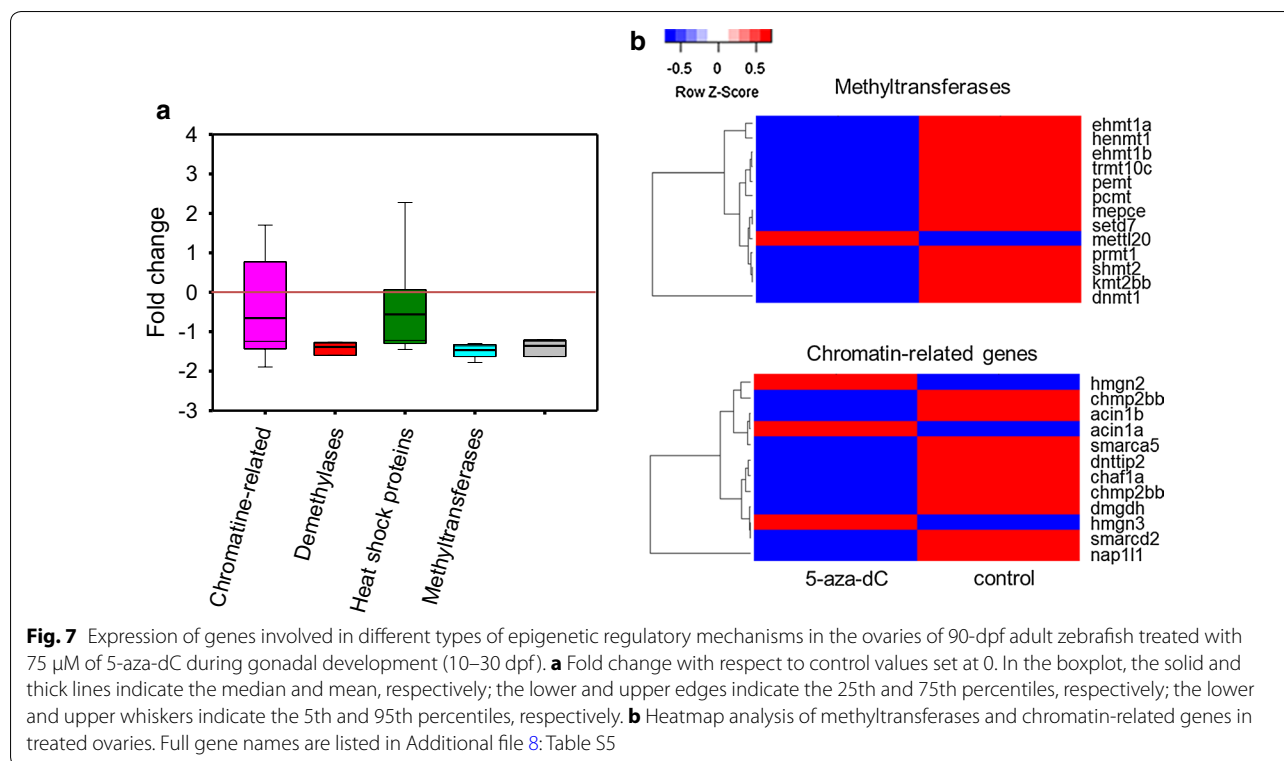 a
4
3
2
1
0
-1
-2
-3
Fold change
Chromatine-related
Demethylases
Heat shock proteins
Methyltransferases
b
-0.5 0 0.5
Row Z-Score
Methyltransferases
ehmt1a
henmt1
ehmt1b
trmt10c
pemt
pcmt
mepce
setd7
mettl20
prmt1
shmt2
kmt2bb
dnmt1
Chromatin-related genes
hmgn2
chmp2bb
acin1b
acin1a
smarca5
dnttip2
chaf1a
chmp2bb
dmgdh
hmgn3
smarcd2
nap1l1
5-aza-dC control
Fig. 7 Expression of genes involved in different types of epigenetic regulatory mechanisms in the ovaries of 90-dpf adult zebrafish treated with
75 µM of 5-aza-dC during gonadal development (10–30 dpf). a Fold change with respect to control values set at 0. In the boxplot, the solid and
thick lines indicate the median and mean, respectively; the lower and upper edges indicate the 25th and 75th percentiles, respectively; the lower
and upper whiskers indicate the 5th and 95th percentiles, respectively. b Heatmap analysis of methyltransferases and chromatin-related genes in
treated ovaries. Full gene names are listed in Additional file 8: Table S5